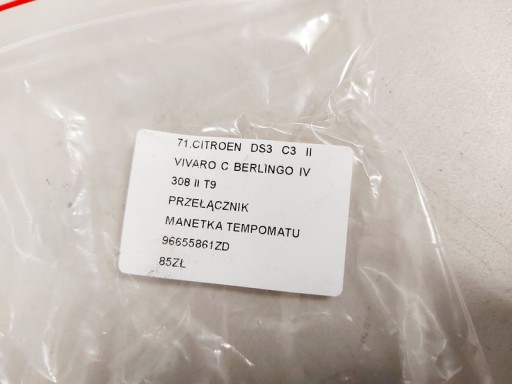 71.CITROEN DS3 C3 II
VIVARO C BERLINGO IV
308 II T9
PRZEŁĄCZNIK
MANETKA TEMPOMATU
96655861ZD
85ZŁ